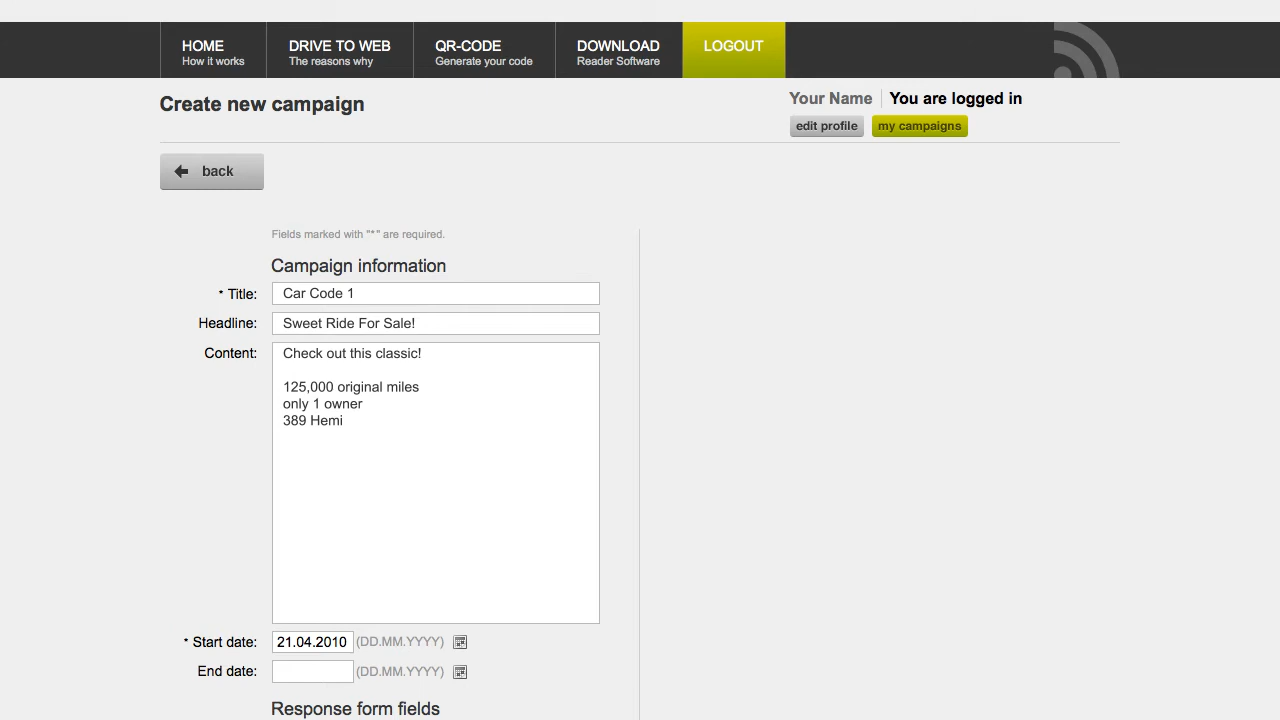 HOME
How it works
DRIVE TO WEB
The reasons why
QR-CODE
Generate your code
DOWNLOAD
Reader Software
LOGOUT
Create new campaign
Your Name
You are logged in
edit profile
my campaigns
back
Fields marked with "*" are required.
Campaign information
* Title:
Car Code 1
Headline:
Sweet Ride For Sale!
Content:
Check out this classic!
125,000 original miles
only 1 owner
389 Hemi
* Start date:
21.04.2010 (DD.MM.YYYY)
End date:
(DD.MM.YYYY)
Response form fields